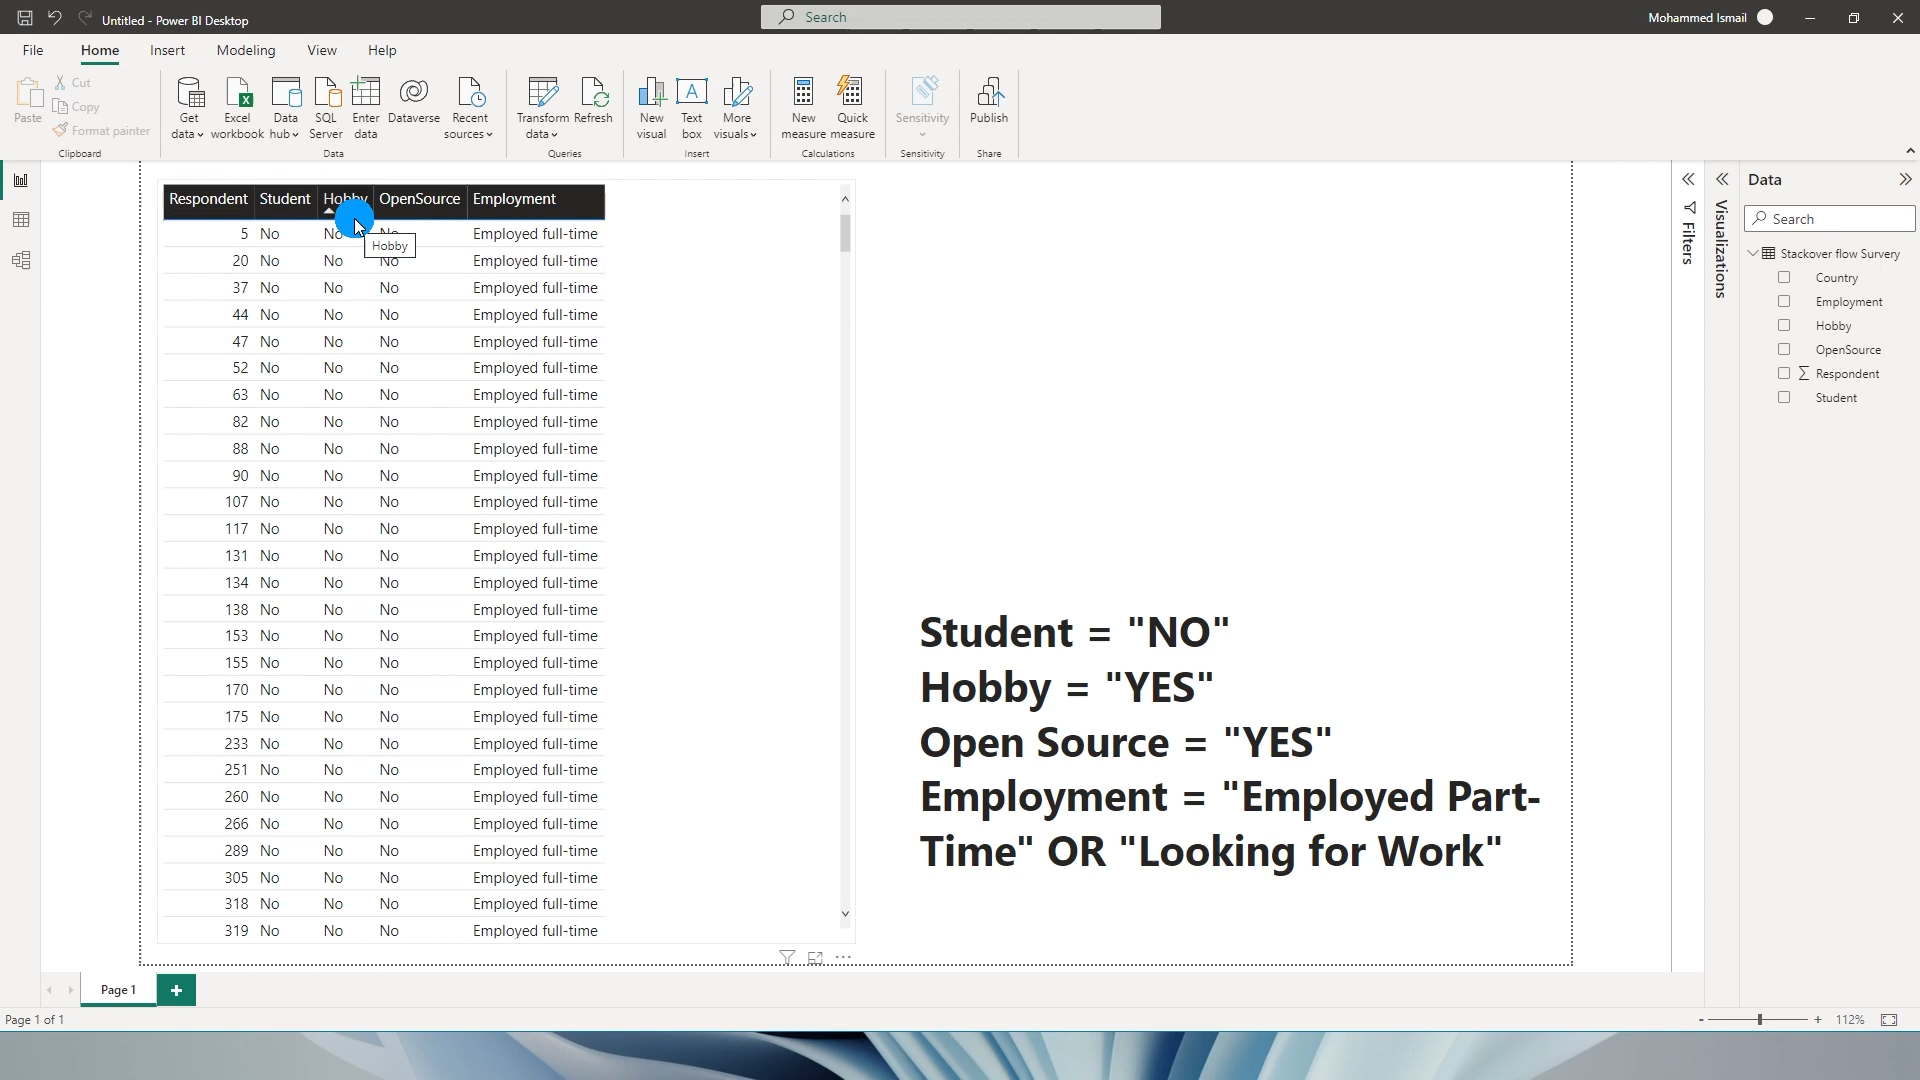 Untitled - Power BI Desktop
Search
Mohammed Ismail
File Home Insert Modeling View Help
Paste
Cut
Copy
Format painter
Clipboard
Get data
Excel workbook
Data hub
SQL Server
Enter data
Dataverse
Recent sources
Data
Transform data
Refresh
Queries
New visual
Text box
More visuals
Insert
New measure
Quick measure
Calculations
Sensitivity
Sensitivity
Publish
Share
Respondent Student Hobby OpenSource Employment
5 No No No Employed full-time
Hobby
20 No No No Employed full-time
37 No No No Employed full-time
44 No No No Employed full-time
47 No No No Employed full-time
52 No No No Employed full-time
63 No No No Employed full-time
82 No No No Employed full-time
88 No No No Employed full-time
90 No No No Employed full-time
107 No No No Employed full-time
117 No No No Employed full-time
131 No No No Employed full-time
134 No No No Employed full-time
138 No No No Employed full-time
153 No No No Employed full-time
155 No No No Employed full-time
170 No No No Employed full-time
175 No No No Employed full-time
233 No No No Employed full-time
251 No No No Employed full-time
260 No No No Employed full-time
266 No No No Employed full-time
289 No No No Employed full-time
305 No No No Employed full-time
318 No No No Employed full-time
319 No No No Employed full-time
Student = "NO"
Hobby = "YES"
Open Source = "YES"
Employment = "Employed Part-
Time" OR "Looking for Work"
Filters
Visualizations
Data
Search
Stackover flow Survery
Country
Employment
Hobby
OpenSource
Σ Respondent
Student
Page 1
+
Page 1 of 1
- + 112%